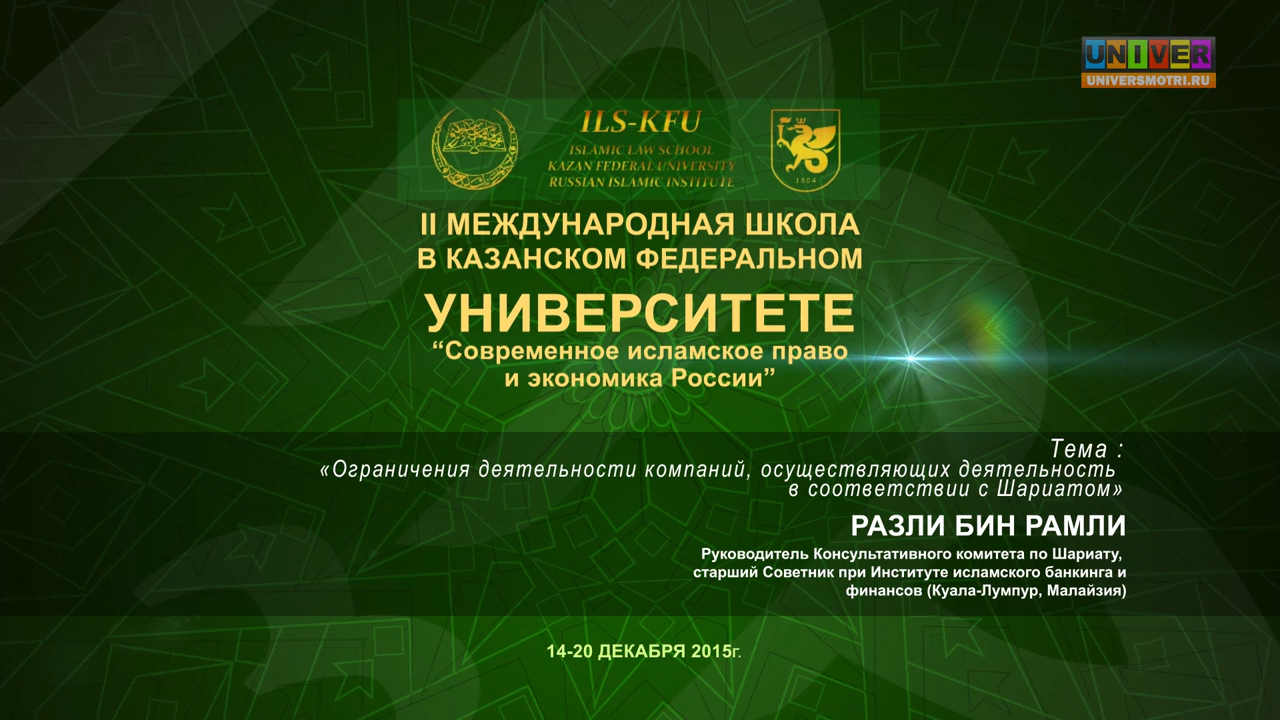 UNIVER
UNIVERSMOTRI.RU
ILS-KFU
ISLAMIC LAW SCHOOL
KAZAN FEDERAL UNIVERSITY
RUSSIAN ISLAMIC INSTITUTE
1804
II МЕЖДУНАРОДНАЯ ШКОЛА
В КАЗАНСКОМ ФЕДЕРАЛЬНОМ
УНИВЕРСИТЕТЕ
“Современное исламское право
и экономика России”
Тема :
«Ограничения деятельности компаний, осуществляющих деятельность
в соответствии с Шариатом»
РАЗЛИ БИН РАМЛИ
Руководитель Консультативного комитета по Шариату,
старший Советник при Институте исламского банкинга и
финансов (Куала-Лумпур, Малайзия)
14-20 ДЕКАБРЯ 2015г.